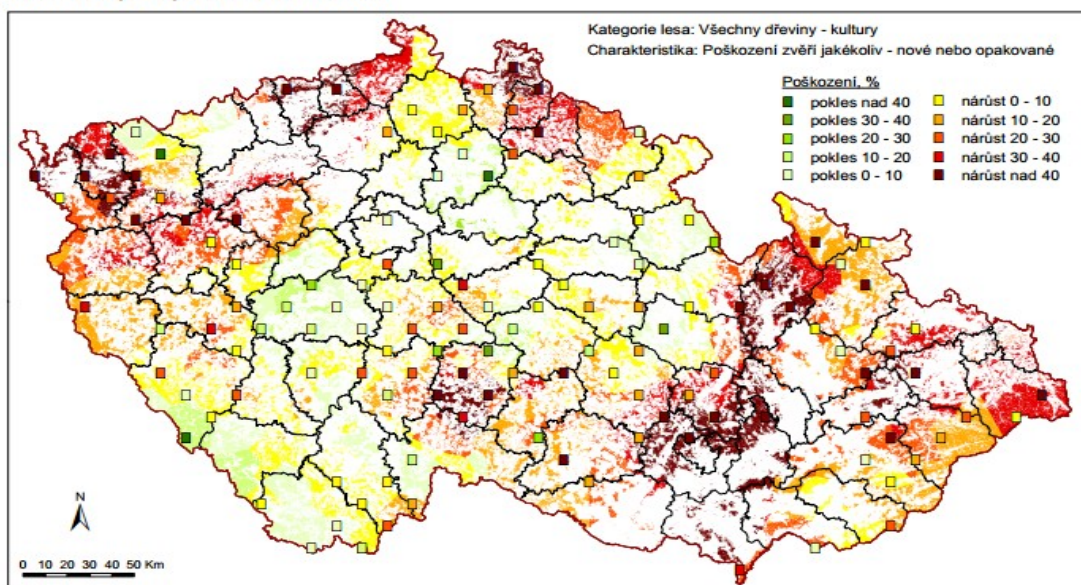 Kategorie lesa: Všechny dřeviny - kultury
Charakteristika: Poškození zvěří jakékoliv - nové nebo opakované
Poškození, %
pokles nad 40
pokles 30 - 40
pokles 20 - 30
pokles 10 - 20
pokles 0 - 10
nárůst 0 - 10
nárůst 10 - 20
nárůst 20 - 30
nárůst 30 - 40
nárůst nad 40
N
0 10 20 30 40 50 Km